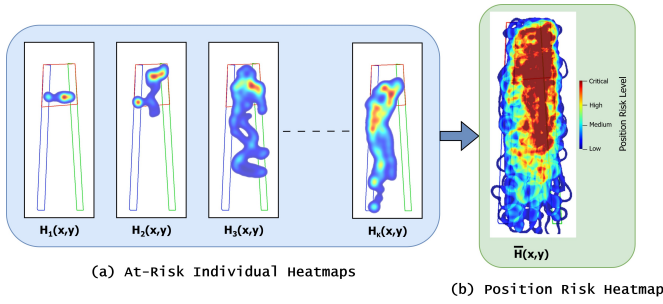 H1(x,y)
H2(x,y)
H3(x,y)
HK(x,y)
(a) At-Risk Individual Heatmaps
Critical
High
Medium
Low
Position Risk Level
H̅(x,y)
(b) Position Risk Heatmap